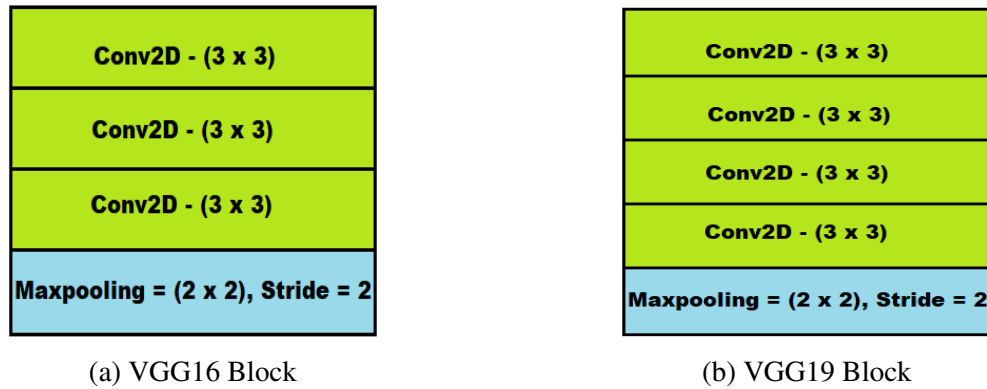 Conv2D - (3 x 3)
Conv2D - (3 x 3)
Conv2D - (3 x 3)
Maxpooling = (2 x 2), Stride = 2
(a) VGG16 Block
Conv2D - (3 x 3)
Conv2D - (3 x 3)
Conv2D - (3 x 3)
Conv2D - (3 x 3)
Maxpooling = (2 x 2), Stride = 2
(b) VGG19 Block